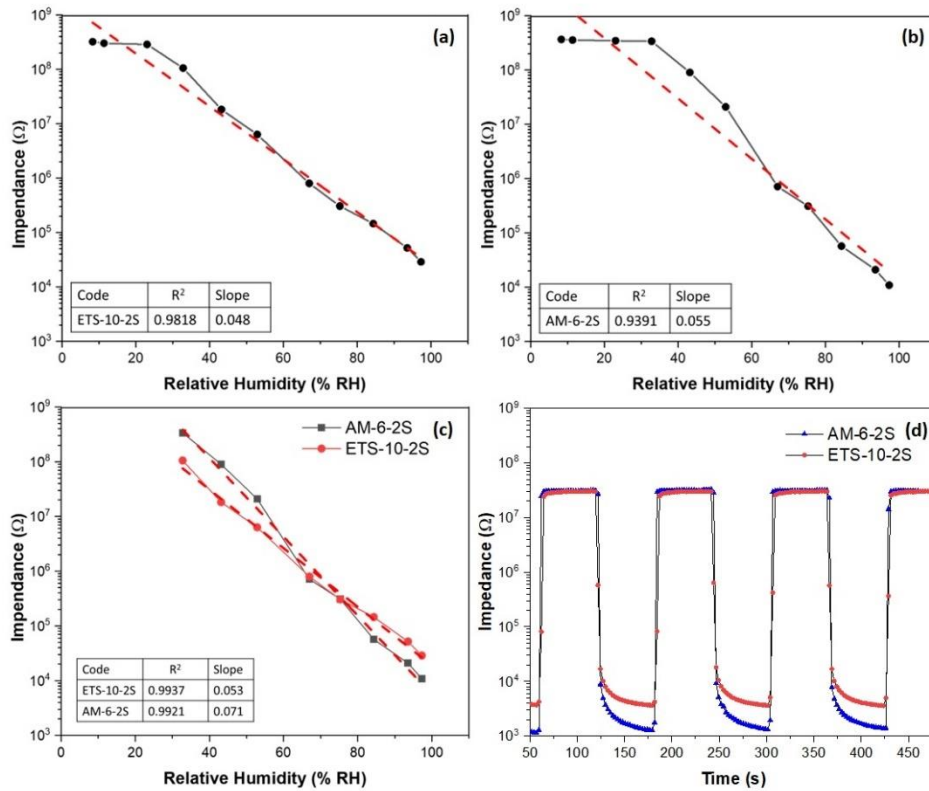 (a)
Impendance (Ω)
10⁹
10⁸
10⁷
10⁶
10⁵
10⁴
10³
Code R² Slope
ETS-10-2S 0.9818 0.048
0 20 40 60 80 100
Relative Humidity (% RH)
(b)
Impendance (Ω)
10⁹
10⁸
10⁷
10⁶
10⁵
10⁴
10³
Code R² Slope
AM-6-2S 0.9391 0.055
0 20 40 60 80 100
Relative Humidity (% RH)
(c)
AM-6-2S
ETS-10-2S
Impendance (Ω)
10⁹
10⁸
10⁷
10⁶
10⁵
10⁴
10³
Code R² Slope
ETS-10-2S 0.9937 0.053
AM-6-2S 0.9921 0.071
0 20 40 60 80 100
Relative Humidity (% RH)
(d)
AM-6-2S
ETS-10-2S
Impedance (Ω)
10⁹
10⁸
10⁷
10⁶
10⁵
10⁴
10³
50 100 150 200 250 300 350 400 450
Time (s)